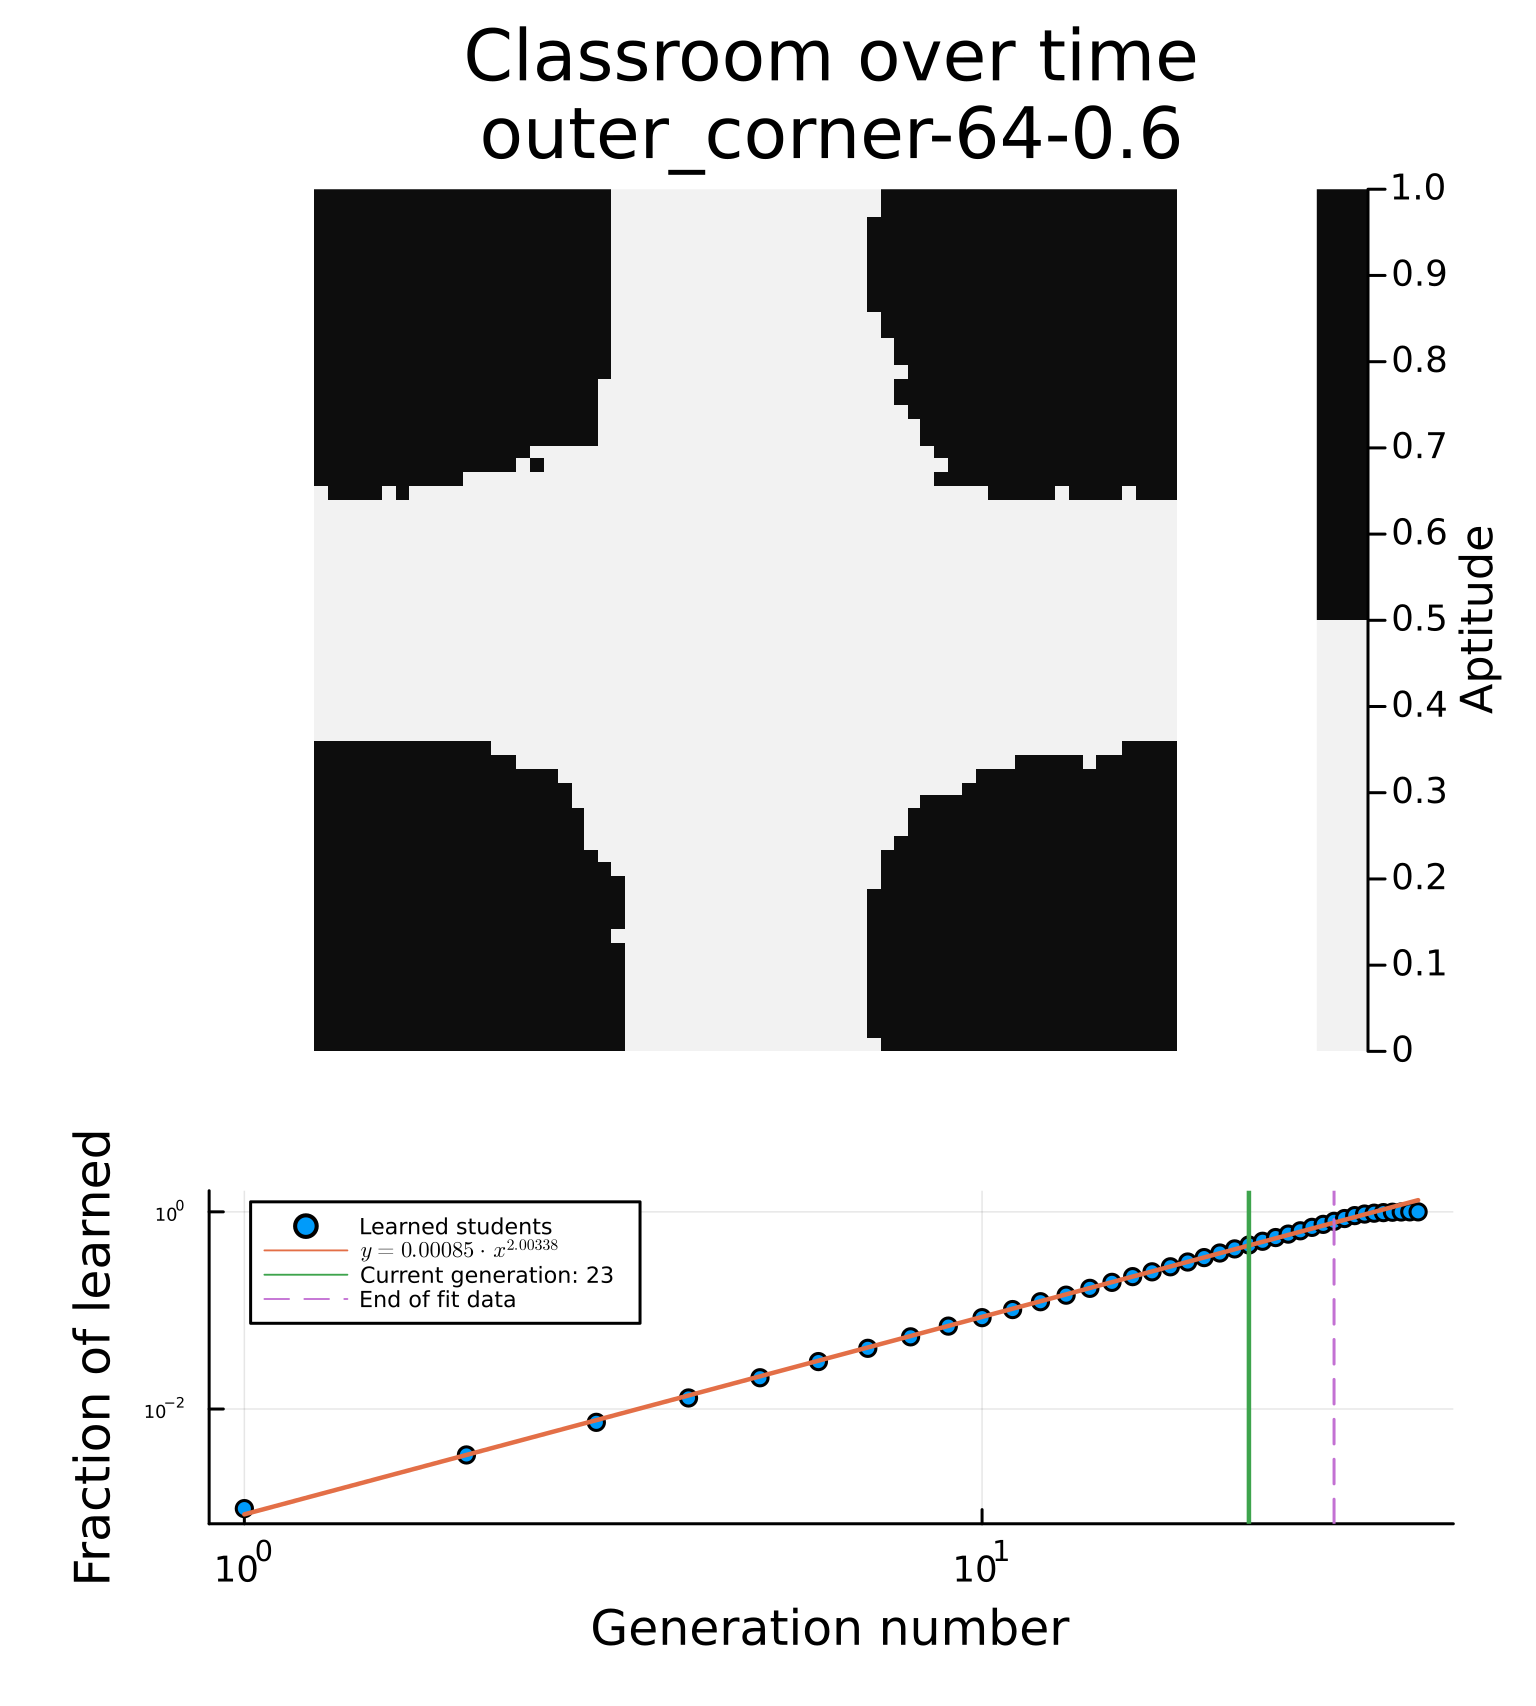 Classroom over time
outer_corner-64-0.6
1.0
0.9
0.8
0.7
0.6
0.5
0.4
0.3
0.2
0.1
0
Aptitude
Fraction of learned
10^0
10^-2
Learned students
y = 0.00085 · x^2.00338
Current generation: 23
End of fit data
10^0
10^1
Generation number